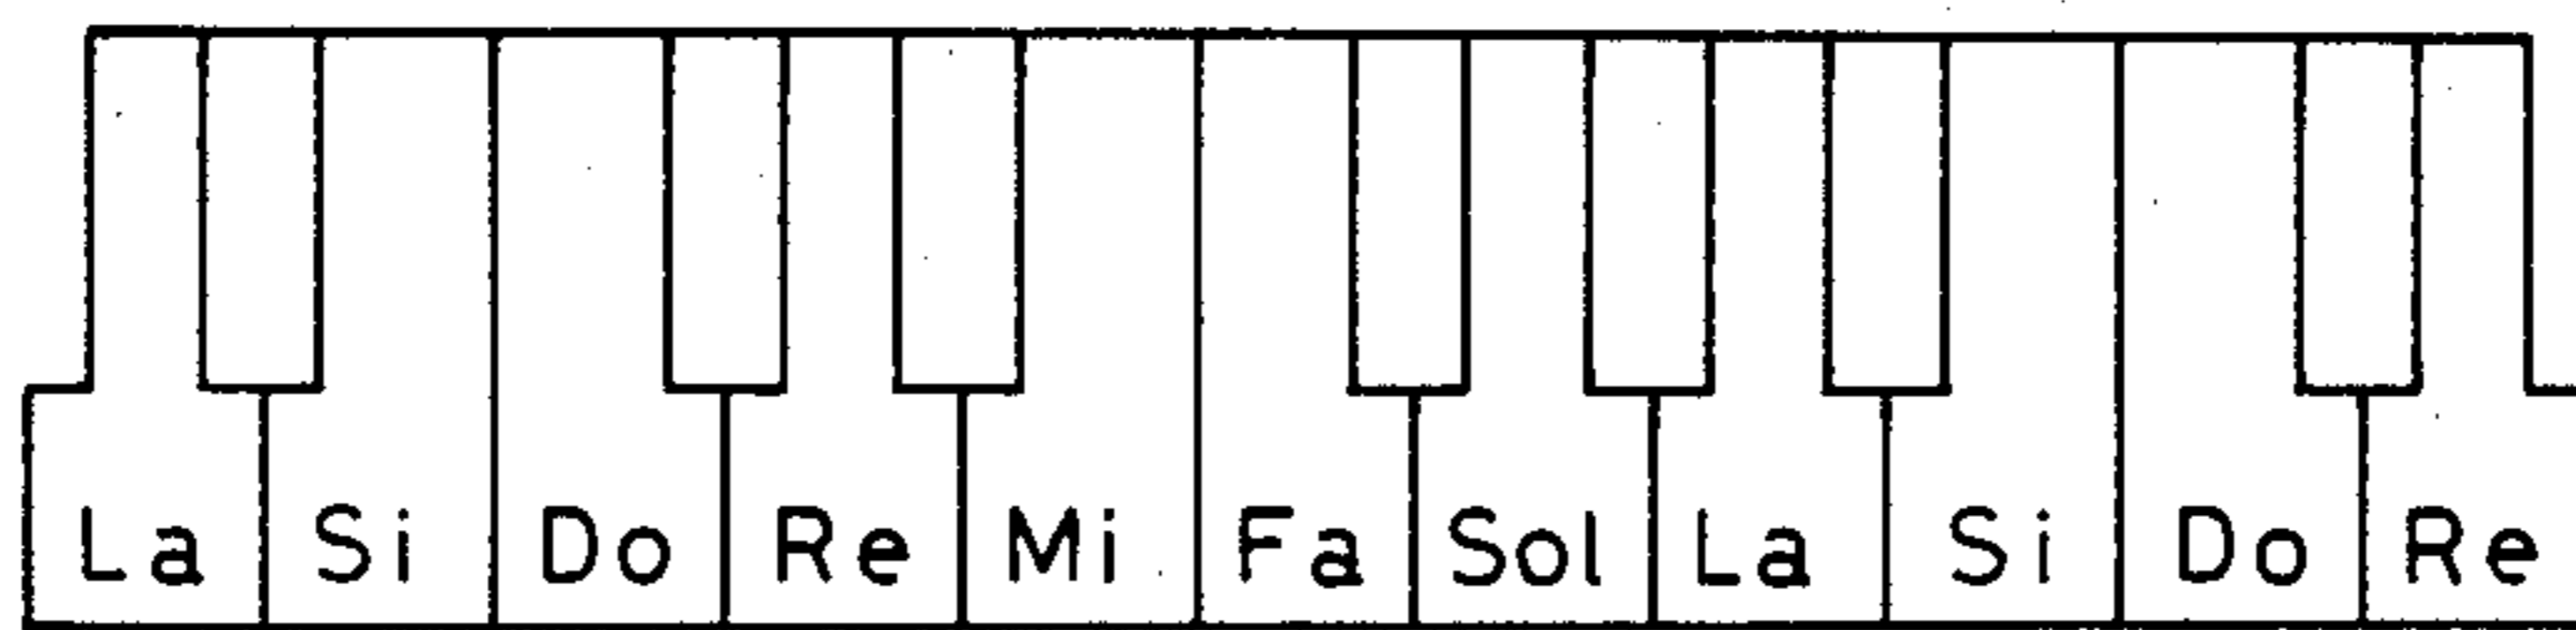 La Si Do Re Mi Fa Sol La Si Do Re